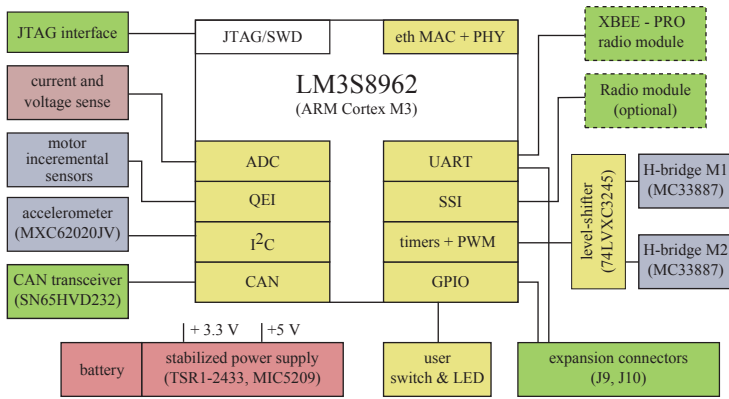 JTAG interface
JTAG/SWD
eth MAC + PHY
XBEE - PRO
radio module
current and
voltage sense
LM3S8962
(ARM Cortex M3)
Radio module
(optional)
motor
inceremental
sensors
ADC
UART
QEI
SSI
accelerometer
(MXC62020JV)
I²C
timers + PWM
level-shifter
(74LVXC3245)
H-bridge M1
(MC33887)
H-bridge M2
(MC33887)
CAN transceiver
(SN65HVD232)
CAN
GPIO
+ 3.3 V
+5 V
battery
stabilized power supply
(TSR1-2433, MIC5209)
user
switch & LED
expansion connectors
(J9, J10)